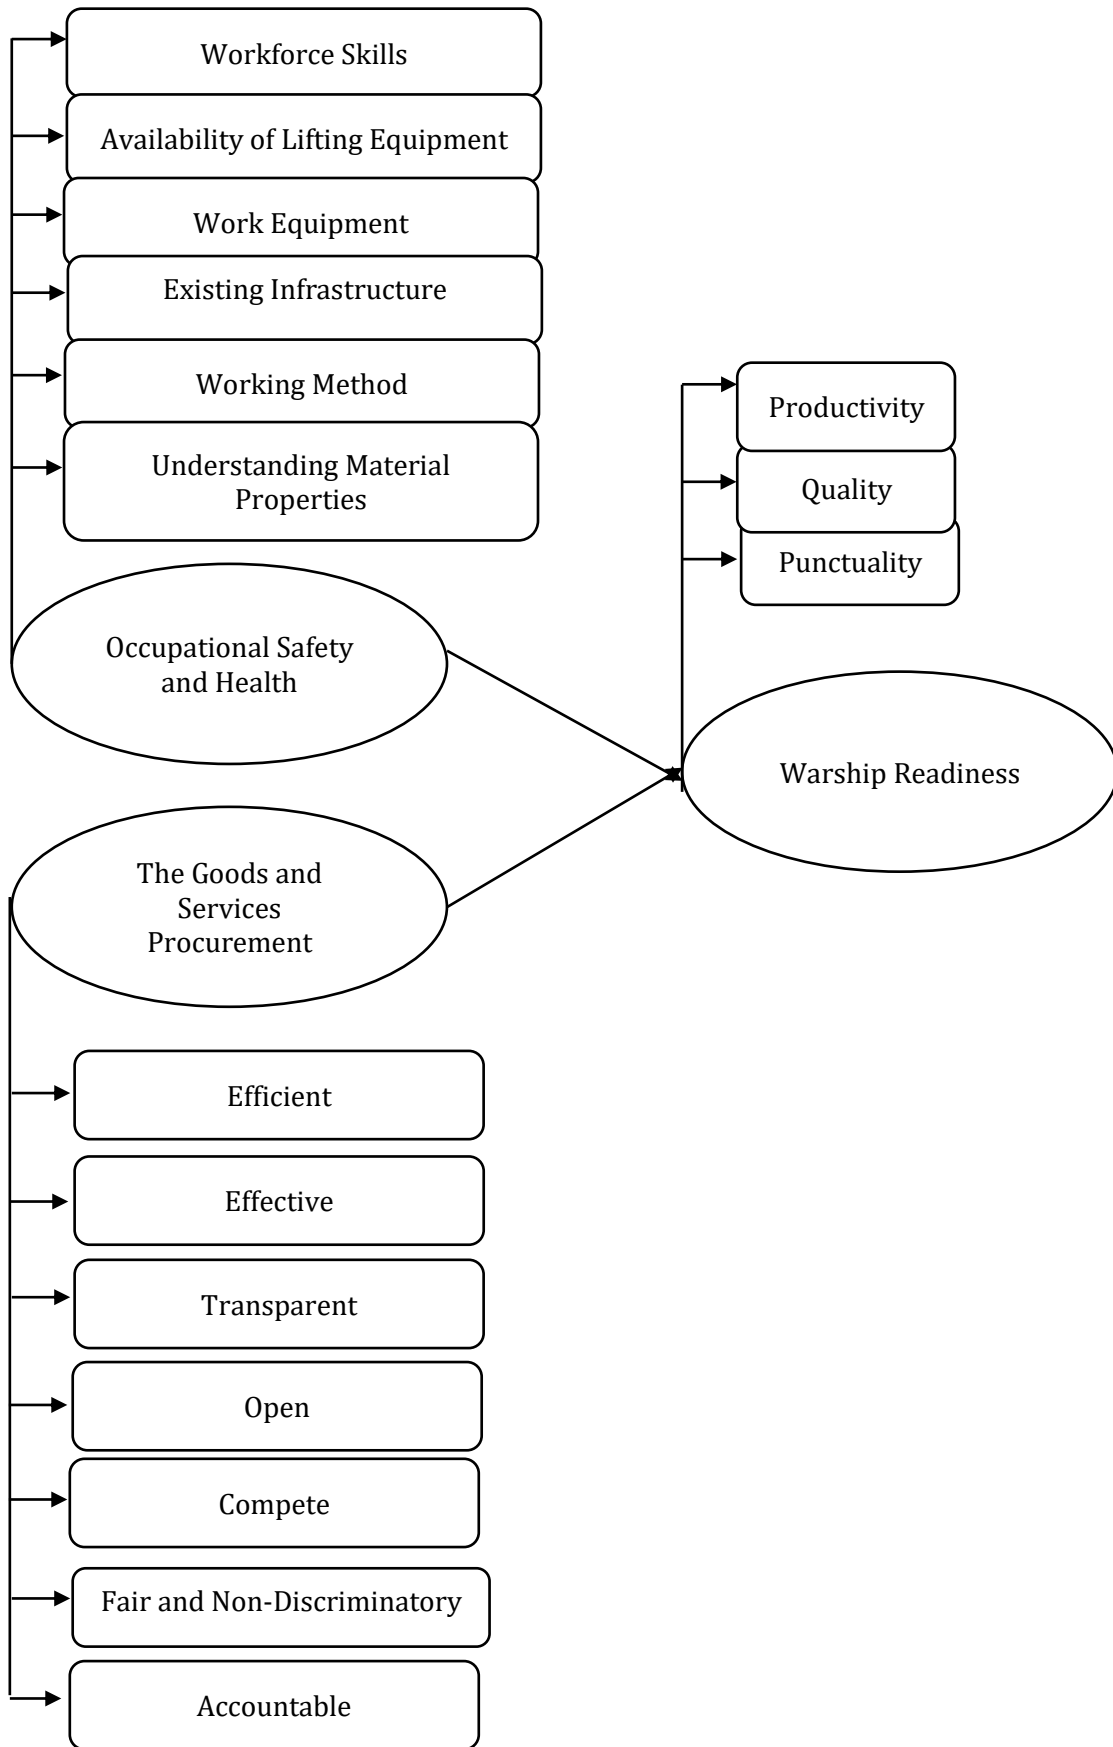 Workforce Skills
Availability of Lifting Equipment
Work Equipment
Existing Infrastructure
Working Method
Understanding Material
Properties
Occupational Safety
and Health
The Goods and
Services
Procurement
Efficient
Effective
Transparent
Open
Compete
Fair and Non-Discriminatory
Accountable
Productivity
Quality
Punctuality
Warship Readiness